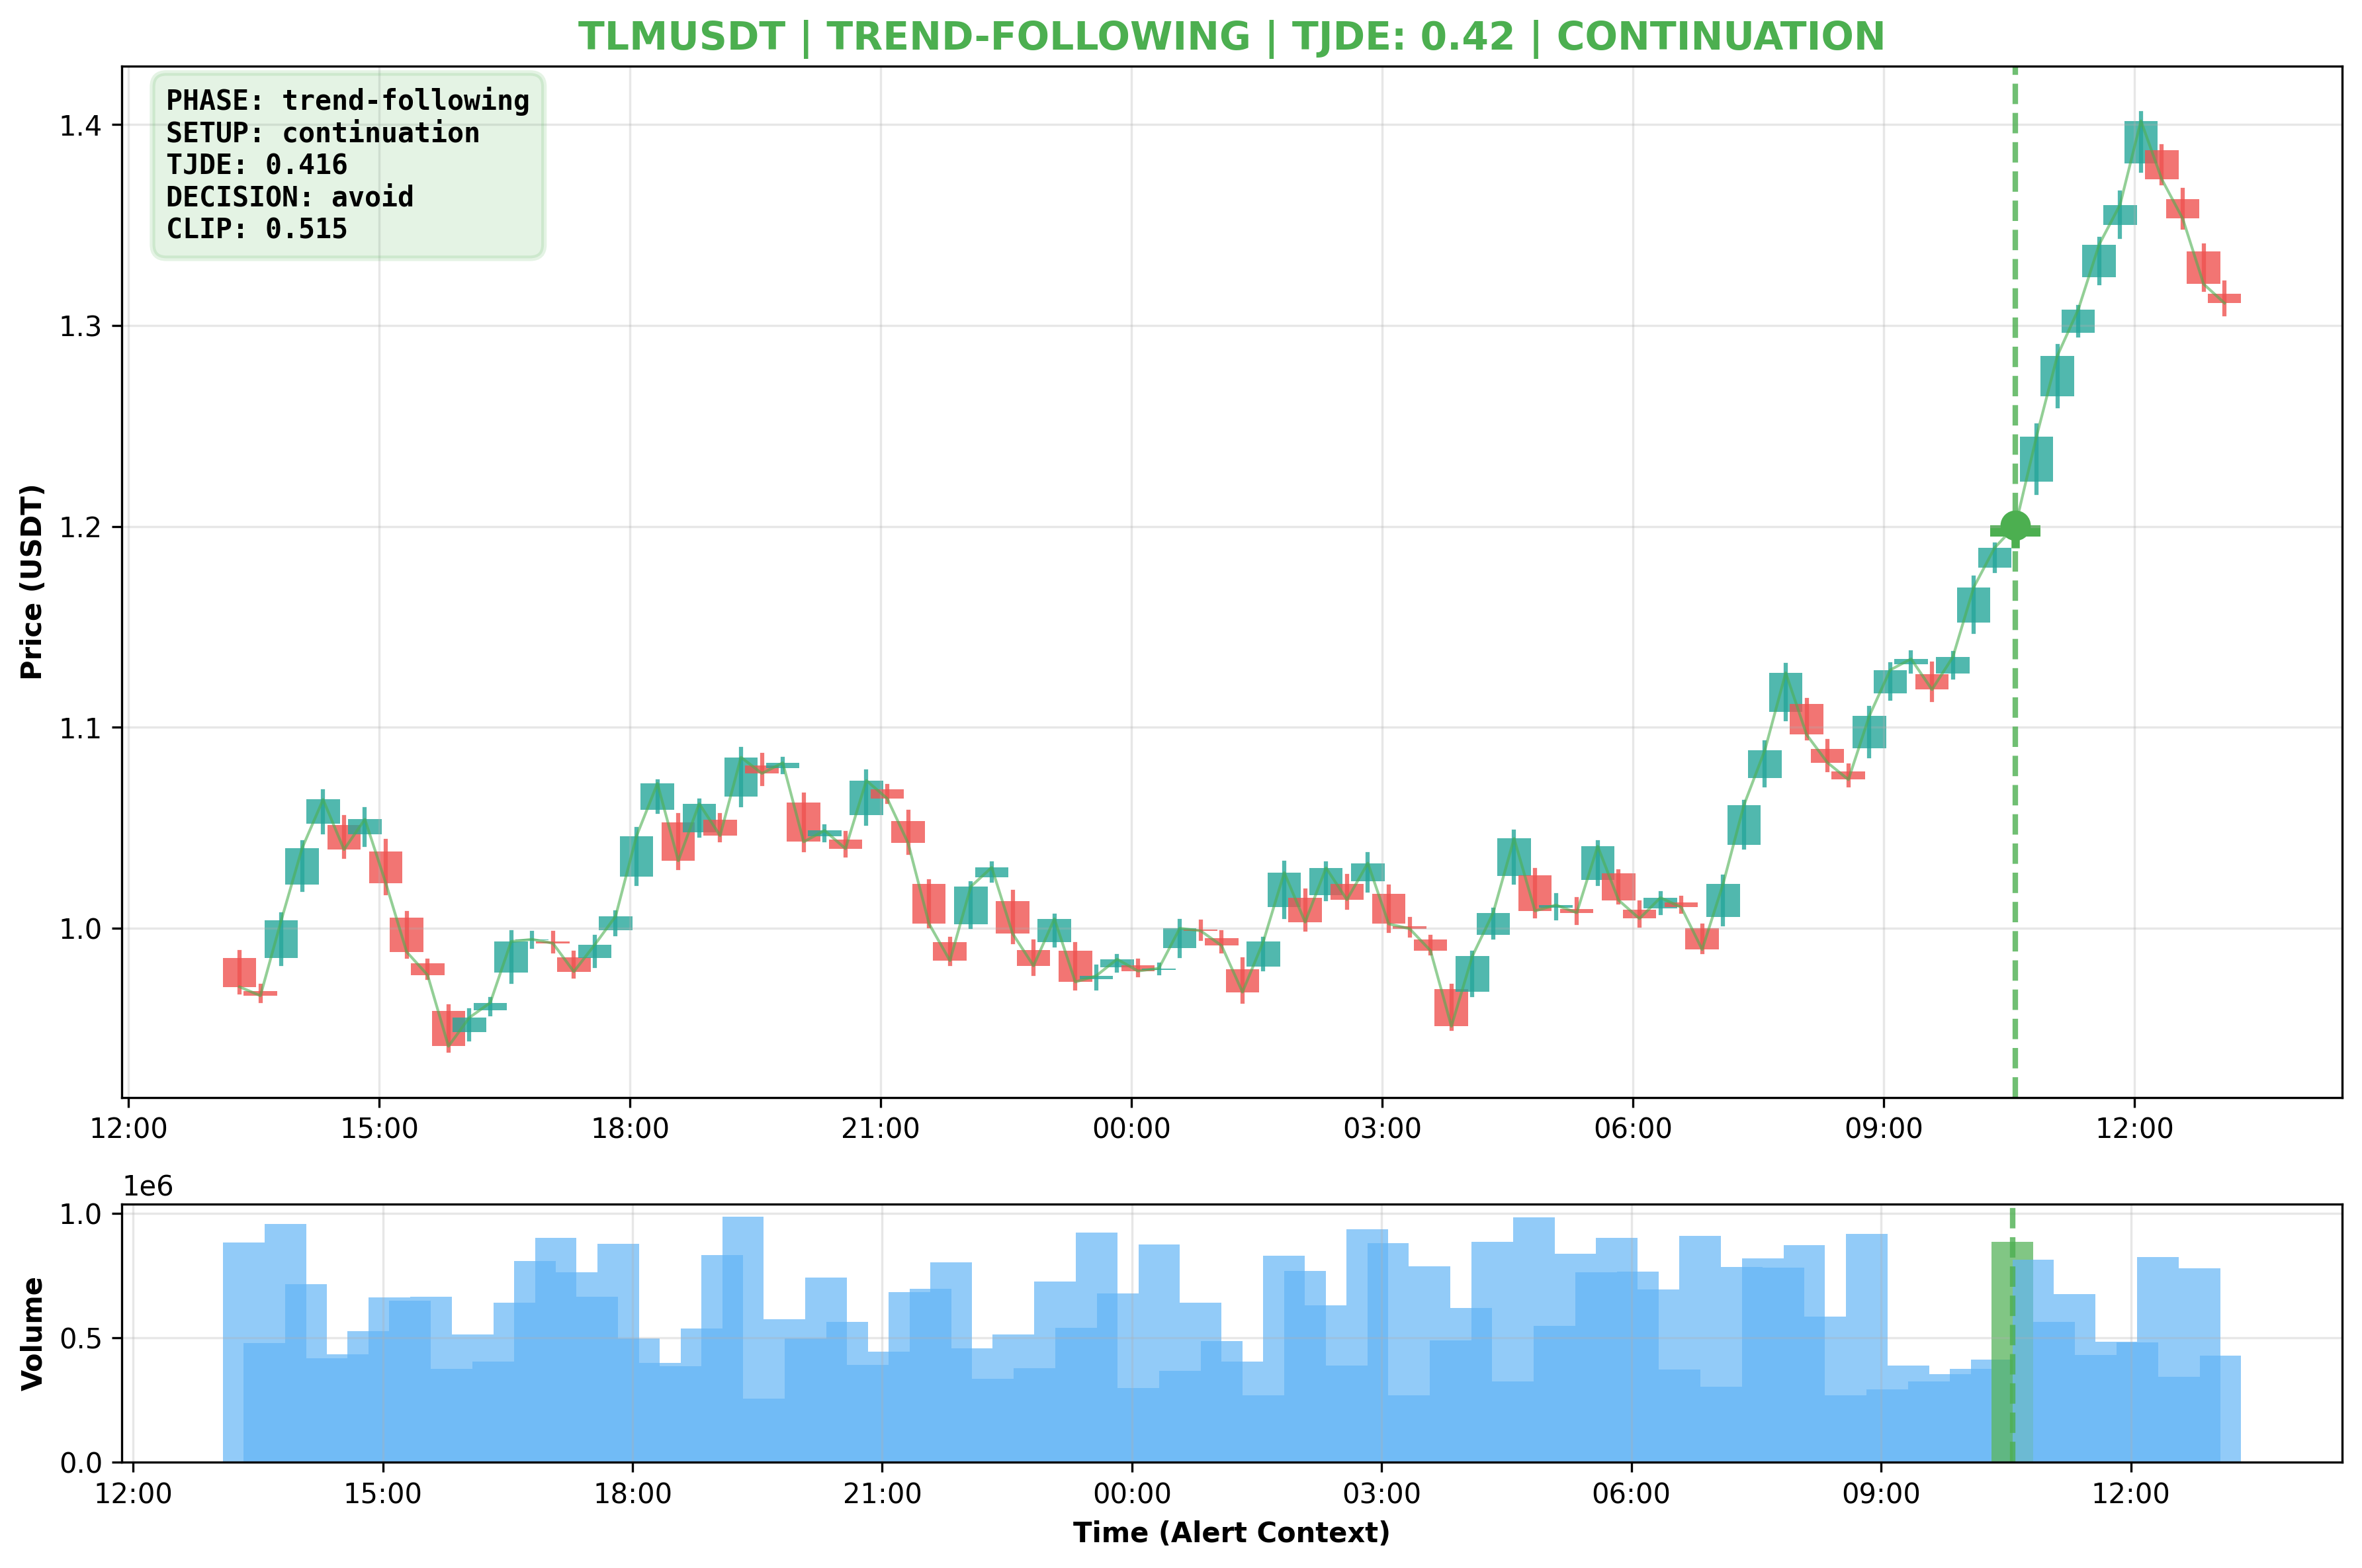 TLMUSDT | TREND-FOLLOWING | TJDE: 0.42 | CONTINUATION
PHASE: trend-following
SETUP: continuation
TJDE: 0.416
DECISION: avoid
CLIP: 0.515
Price (USDT)
1.4
1.3
1.2
1.1
1.0
12:00 15:00 18:00 21:00 00:00 03:00 06:00 09:00 12:00
1e6
Volume
1.0
0.5
0.0
12:00 15:00 18:00 21:00 00:00 03:00 06:00 09:00 12:00
Time (Alert Context)